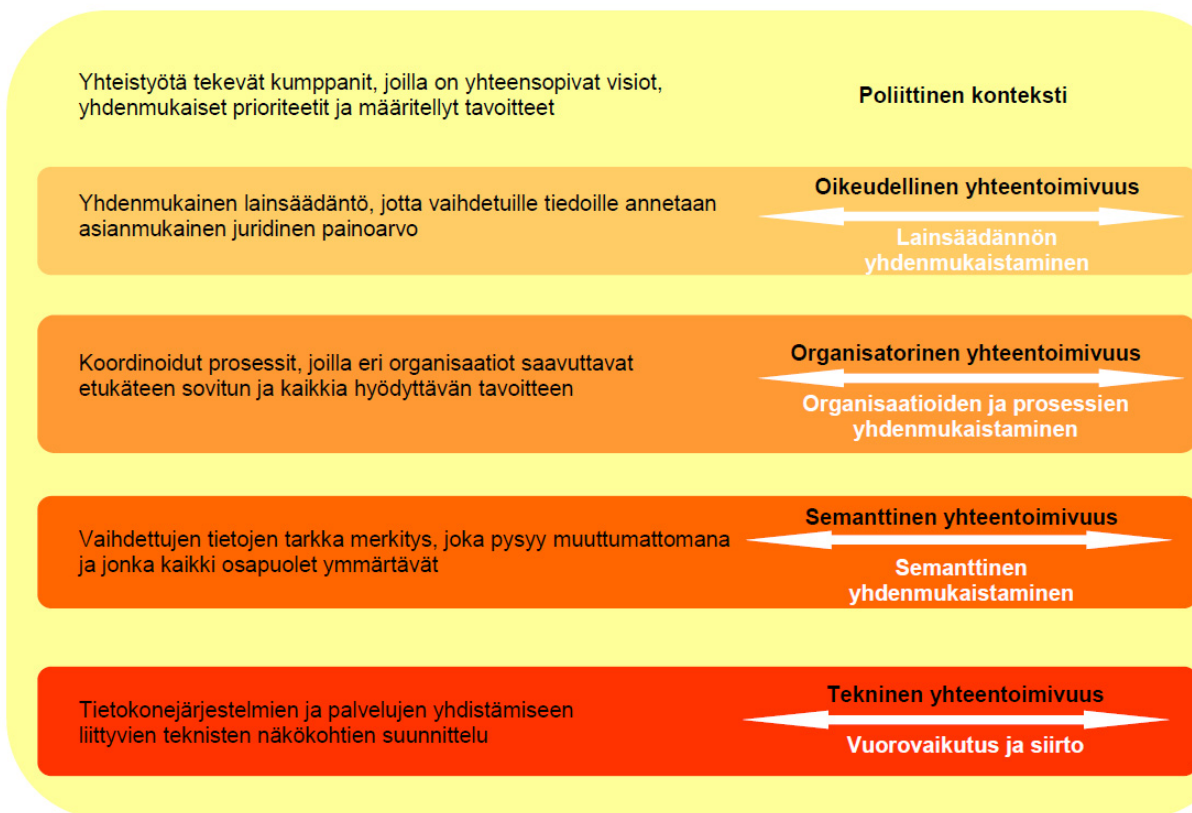 Yhteistyötä tekevät kumppanit, joilla on yhteensopivat visiot,
yhdenmukaiset prioriteetit ja määritellyt tavoitteet
Poliittinen konteksti
Yhdenmukainen lainsäädäntö, jotta vaihdetuille tiedoille annetaan
asianmukainen juridinen painoarvo
Oikeudellinen yhteentoimivuus
Lainsäädännön
yhdenmukaistaminen
Koordinoidut prosessit, joilla eri organisaatiot saavuttavat
etukäteen sovitun ja kaikkia hyödyttävän tavoitteen
Organisatorinen yhteentoimivuus
Organisaatioiden ja prosessien
yhdenmukaistaminen
Vaihdettujen tietojen tarkka merkitys, joka pysyy muuttumattomana
ja jonka kaikki osapuolet ymmärtävät
Semanttinen yhteentoimivuus
Semanttinen
yhdenmukaistaminen
Tietokonejärjestelmien ja palvelujen yhdistämiseen
liittyvien teknisten näkökohtien suunnittelu
Tekninen yhteentoimivuus
Vuorovaikutus ja siirto